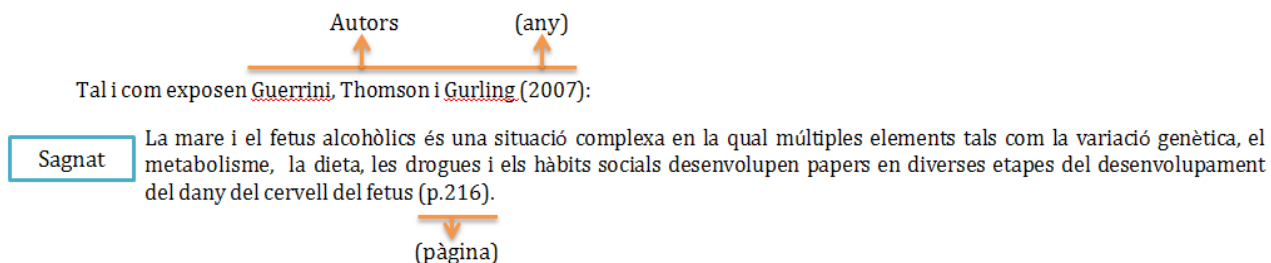 Autors (any)
Tal i com exposen Guerrini, Thomson i Gurling (2007):
La mare i el fetus alcohòlics és una situació complexa en la qual múltiples elements tals com la variació genètica, el
Sagnat metabolisme, la dieta, les drogues i els hàbits socials desenvolupen papers en diverses etapes del desenvolupament
del dany del cervell del fetus (p.216).
(pàgina)